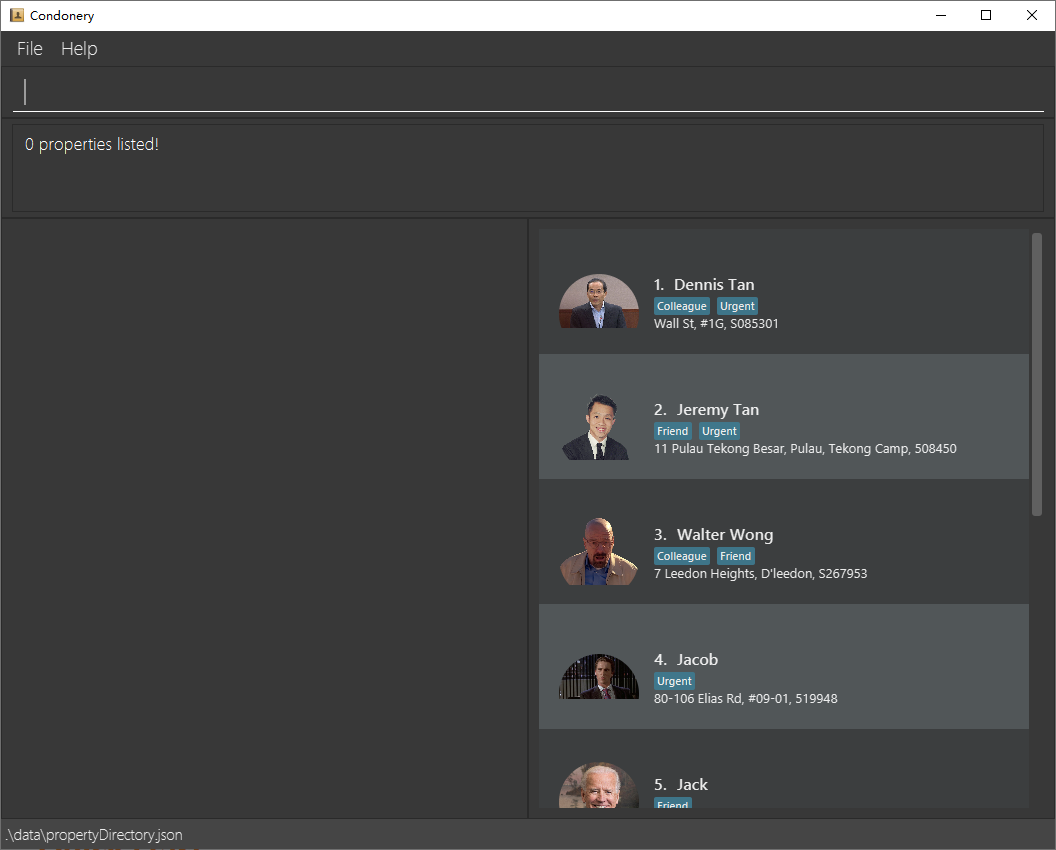 Condonery
File Help
0 properties listed!
1. Dennis Tan
Colleague Urgent
Wall St, #1G, S085301
2. Jeremy Tan
Friend Urgent
11 Pulau Tekong Besar, Pulau, Tekong Camp, 508450
3. Walter Wong
Colleague Friend
7 Leedon Heights, D'leedon, S267953
4. Jacob
Urgent
80-106 Elias Rd, #09-01, 519948
5. Jack
Friend
.\data\propertyDirectory.json